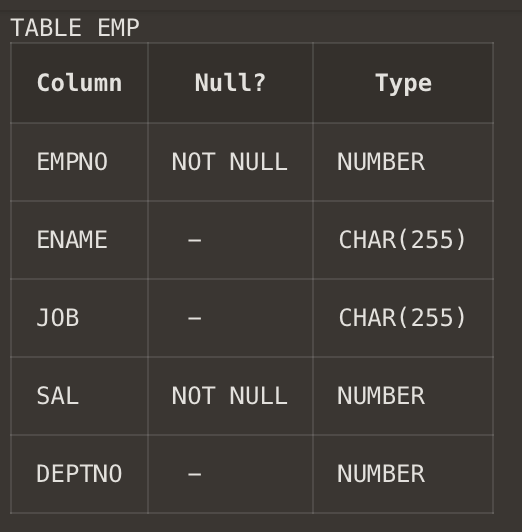 TABLE EMP
Column Null? Type
EMPNO NOT NULL NUMBER
ENAME – CHAR(255)
JOB – CHAR(255)
SAL NOT NULL NUMBER
DEPTNO – NUMBER